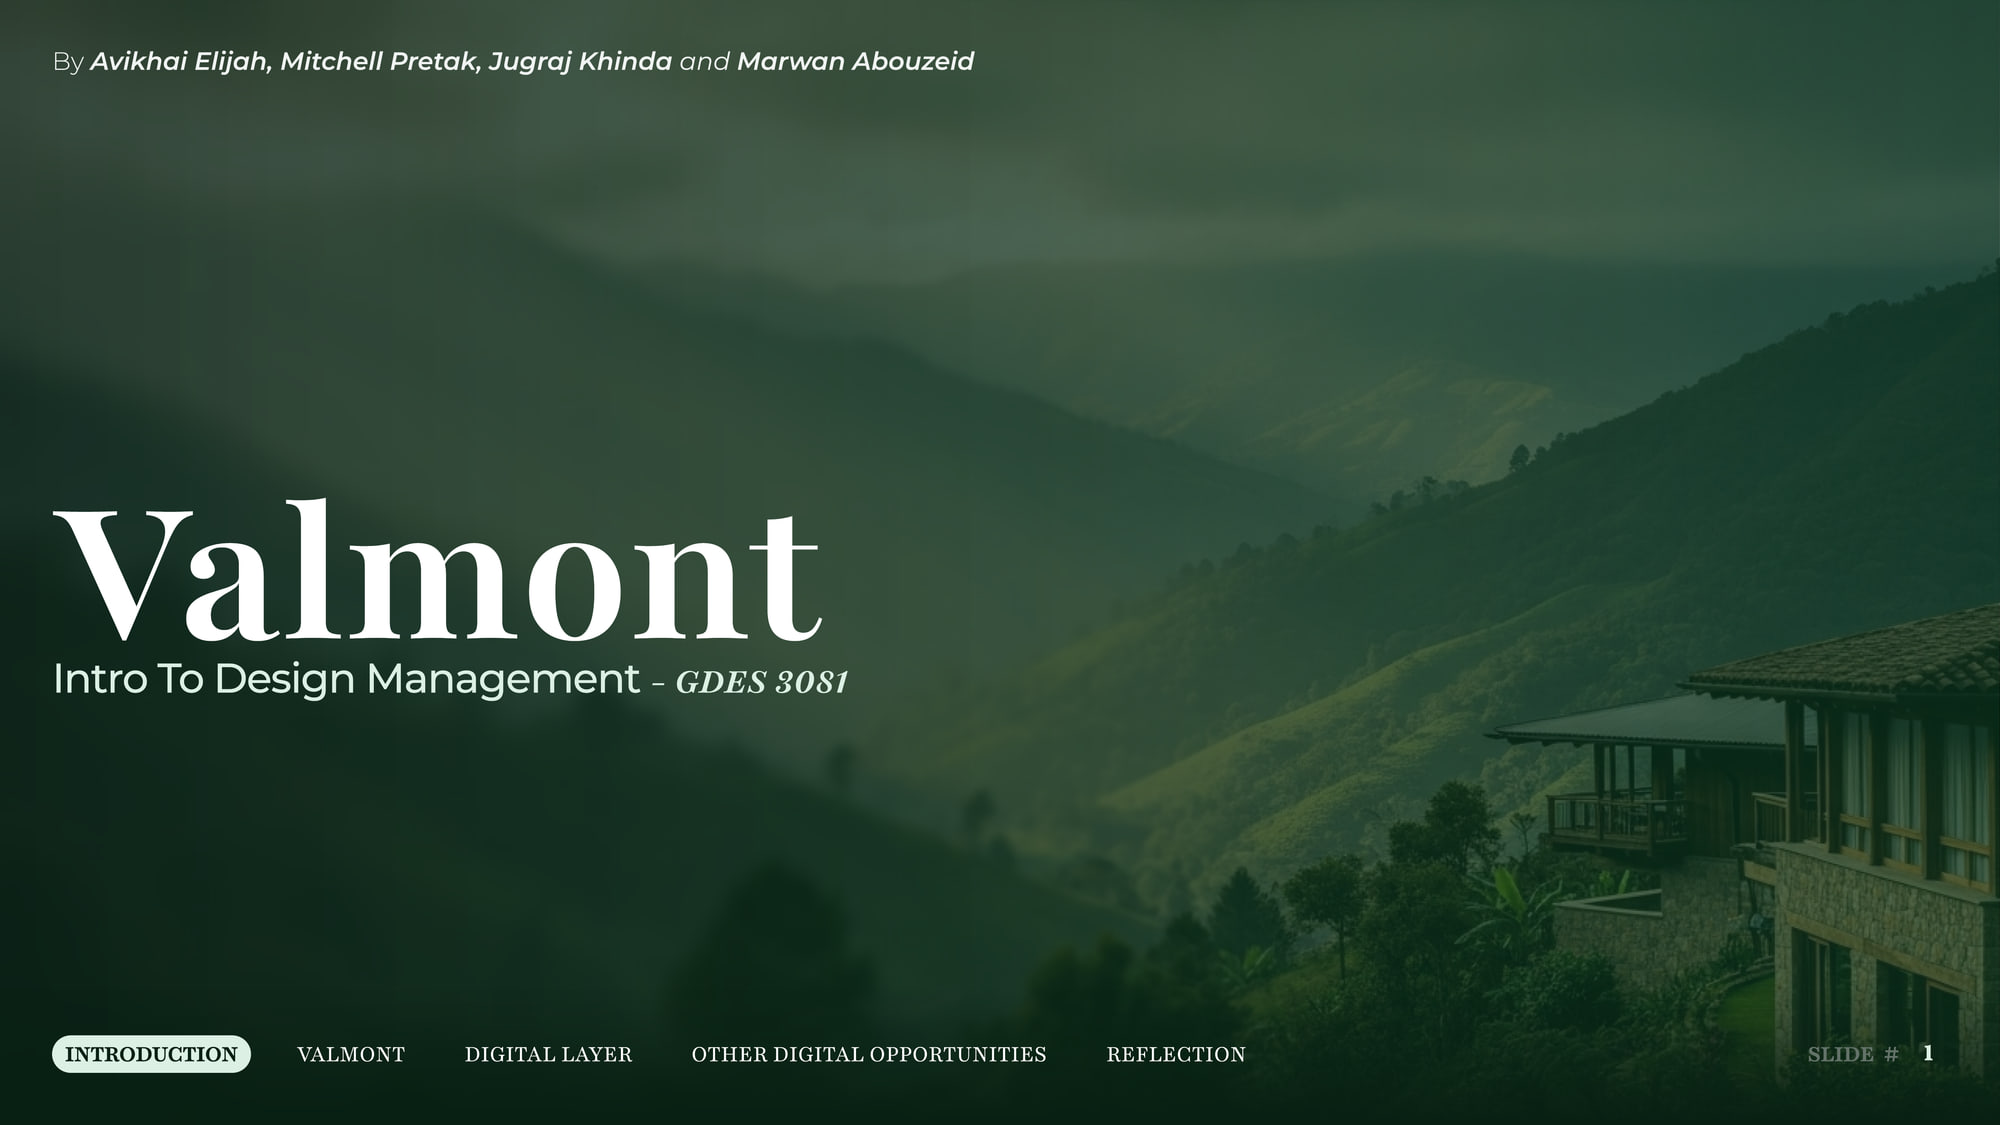 By Avikhai Elijah, Mitchell Pretak, Jugraj Khinda and Marwan Abouzeid
Valmont
Intro To Design Management - GDES 3081
INTRODUCTION VALMONT DIGITAL LAYER OTHER DIGITAL OPPORTUNITIES REFLECTION SLIDE # 1